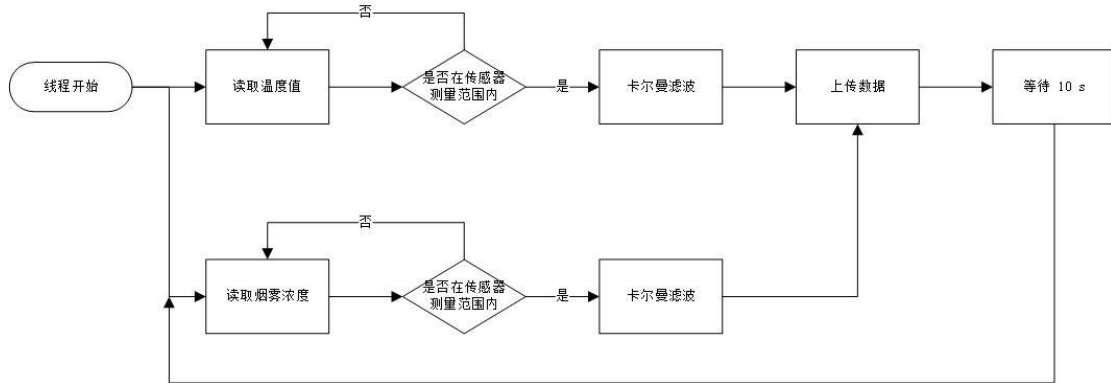 否
线程开始
读取温度值
是否在传感器
测量范围内
是
卡尔曼滤波
上传数据
等待 10 s
否
读取烟雾浓度
是否在传感器
测量范围内
是
卡尔曼滤波